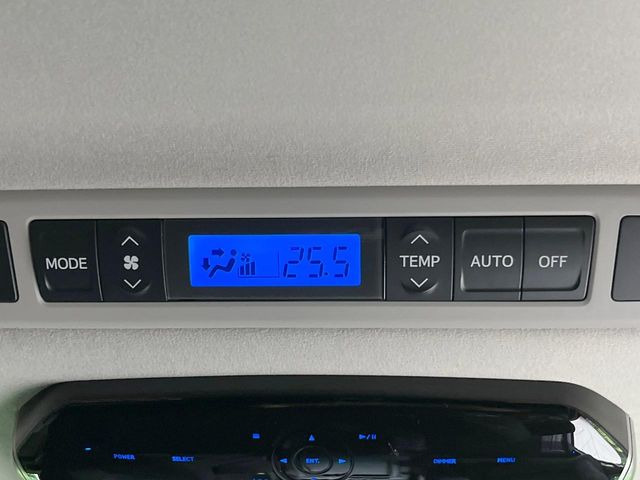 MODE 25.5 TEMP AUTO OFF
POWER SELECT ENT. DIMMER MENU